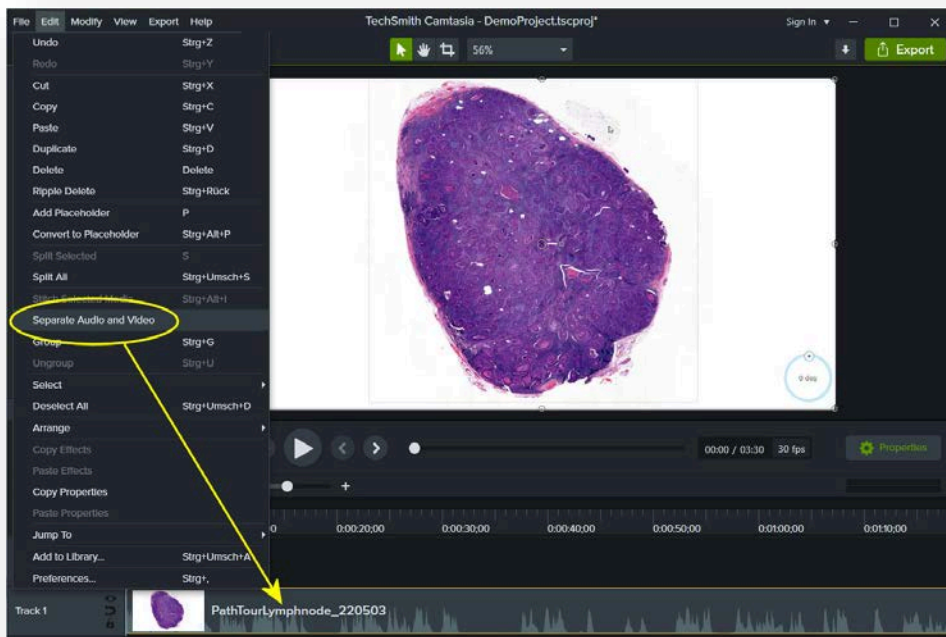 File Edit Modify View Export Help TechSmith Camtasia - DemoProject.tscproj* Sign In
Undo Strg+Z
Redo Strg+Y
56%
Export
Cut Strg+X
Copy Strg+C
Paste Strg+V
Duplicate Strg+D
Delete Delete
Ripple Delete Strg+Rück
Add Placeholder P
Convert to Placeholder Strg+Alt+P
Split Selected S
Split All Strg+Umsch+S
Stitch Selected Media Strg+Alt+I
Separate Audio and Video
Group Strg+G
Ungroup Strg+U
Select
Deselect All Strg+Umsch+D
Arrange
Copy Effects
Paste Effects
Copy Properties
Paste Properties
Jump To
Add to Library... Strg+Umsch+A
Preferences... Strg+,
0 deg
00:00 / 03:30 30 fps Properties
0 0:00:20;00 0:00:30;00 0:00:40;00 0:00:50;00 0:01:00;00 0:01:10;00
Track 1 PathTourLymphnode_220503